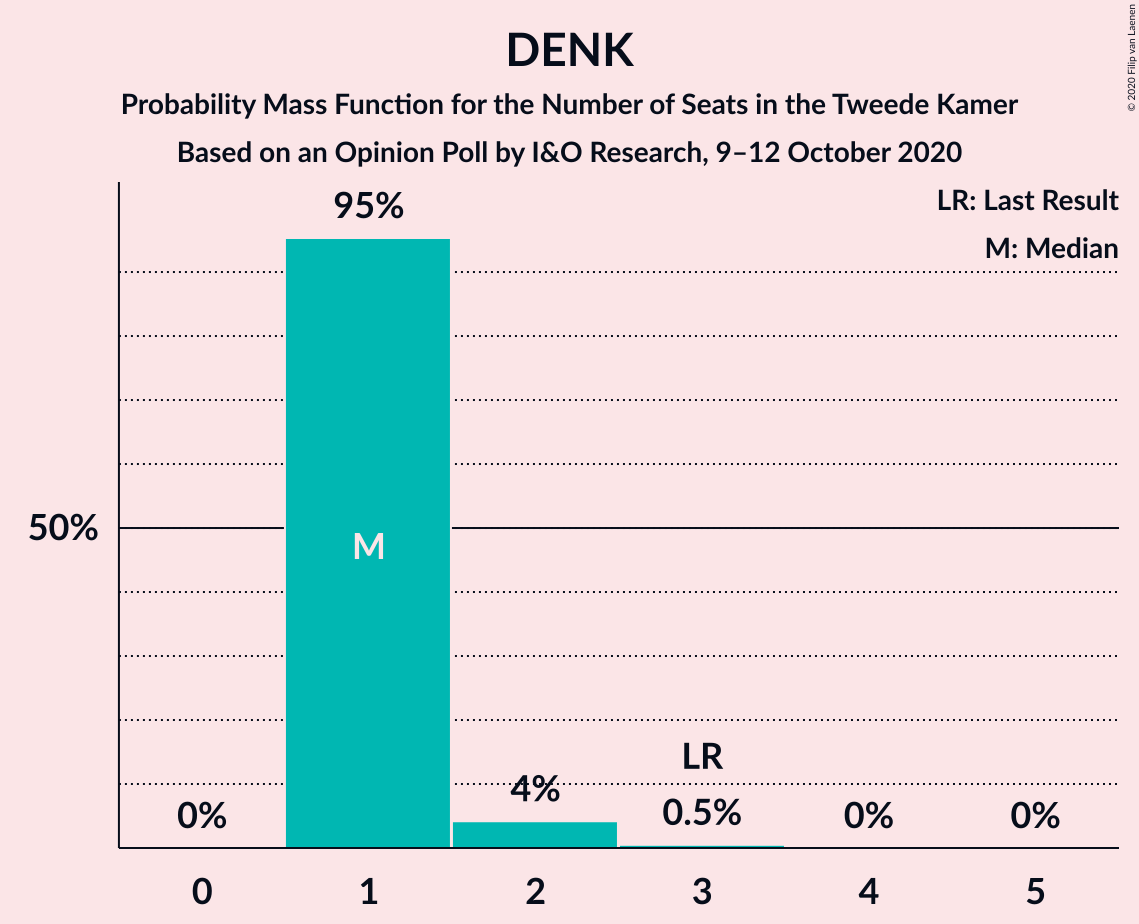 DENK
Probability Mass Function for the Number of Seats in the Tweede Kamer
Based on an Opinion Poll by I&O Research, 9–12 October 2020
© 2020 Filip van Laenen
LR: Last Result
M: Median
95%
50%
M
LR
0%
4%
0.5%
0%
0%
0 1 2 3 4 5